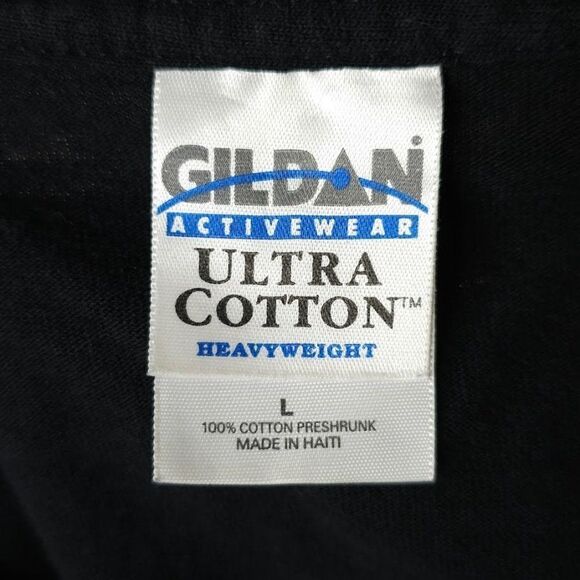 GILDAN
ACTIVEWEAR
ULTRA
COTTON™
HEAVYWEIGHT
L
100% COTTON PRESHRUNK
MADE IN HAITI